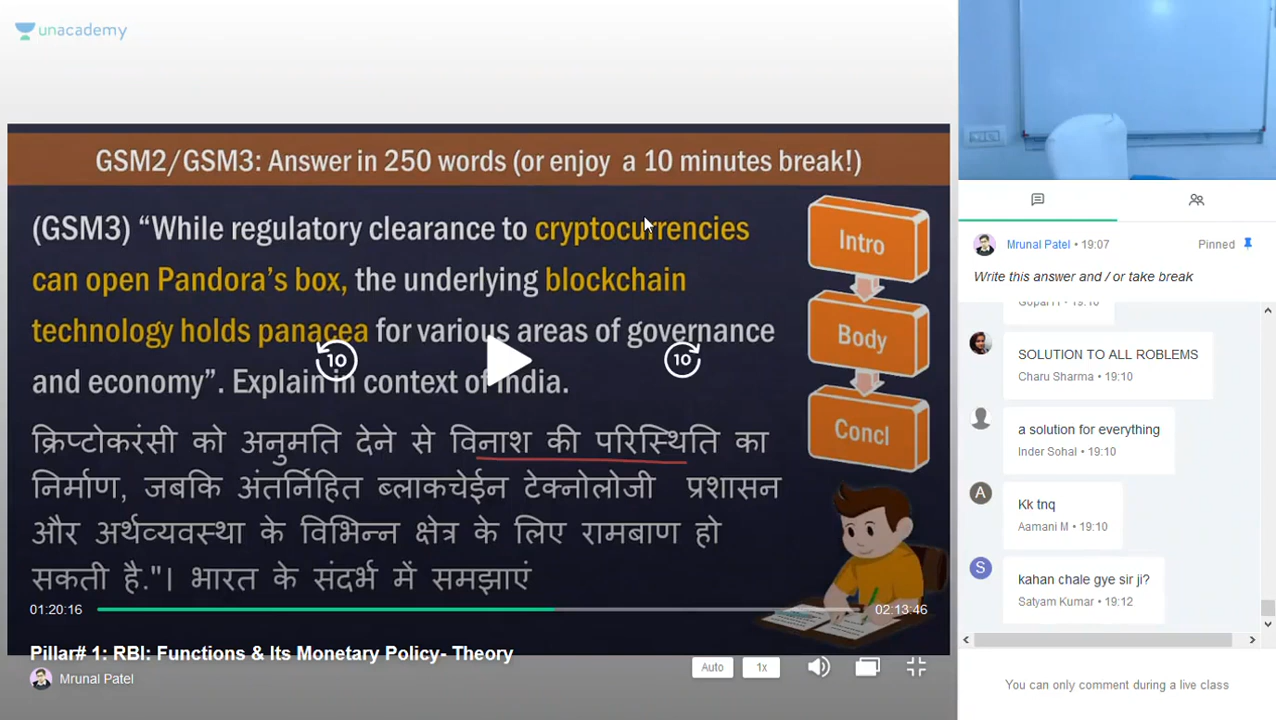 unacademy
GSM2/GSM3: Answer in 250 words (or enjoy a 10 minutes break!)
(GSM3) “While regulatory clearance to cryptocurrencies
can open Pandora’s box, the underlying blockchain
technology holds panacea for various areas of governance
and economy”. Explain in context of India.
क्रिप्टोकरंसी को अनुमति देने से विनाश की परिस्थिति का
निर्माण, जबकि अंतर्निहित ब्लाकचेईन टेक्नोलोजी प्रशासन
और अर्थव्यवस्था के विभिन्न क्षेत्र के लिए रामबाण हो
सकती है."। भारत के संदर्भ में समझाएं
Intro
Body
Concl
10
10
01:20:16
02:13:46
Pillar# 1: RBI: Functions & Its Monetary Policy- Theory
Mrunal Patel
Auto
1x
Mrunal Patel • 19:07
Pinned
Write this answer and / or take break
SOLUTION TO ALL ROBLEMS
Charu Sharma • 19:10
a solution for everything
Inder Sohal • 19:10
A
Kk tnq
Aamani M • 19:10
S
kahan chale gye sir ji?
Satyam Kumar • 19:12
You can only comment during a live class